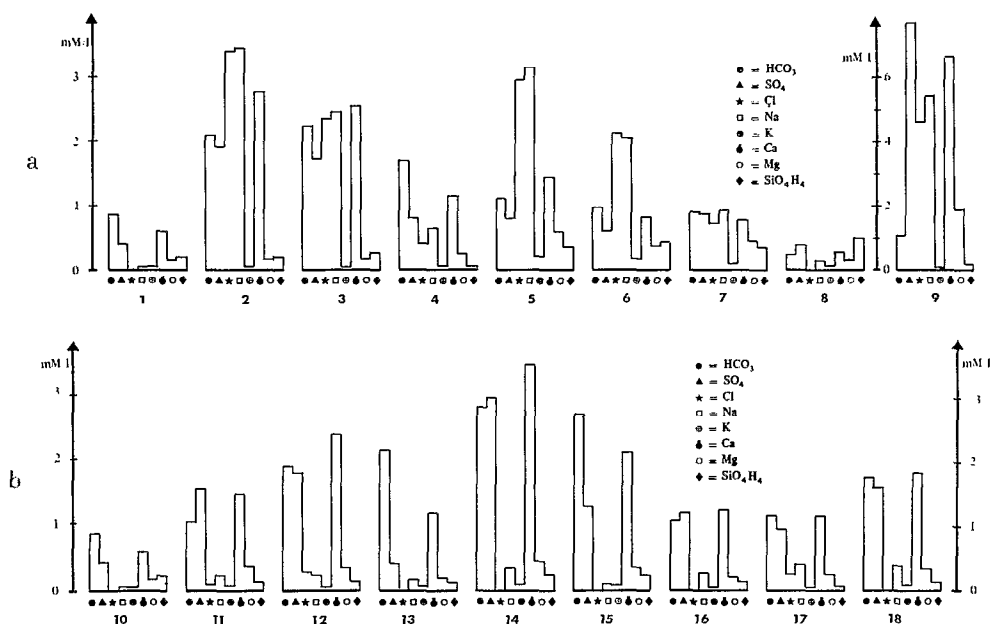 mM l
3
2
1
0
a
● = HCO₃
▲ = SO₄
★ = Cl
□ = Na
⊕ = K
= Ca
○ = Mg
◆ = SiO₄H₄
mM l
6
4
2
0
1 2 3 4 5 6 7 8 9
mM l
3
2
1
0
b
● = HCO₃
▲ = SO₄
★ = Cl
□ = Na
⊕ = K
= Ca
○ = Mg
◆ = SiO₄H₄
mM l
3
2
1
0
10 11 12 13 14 15 16 17 18